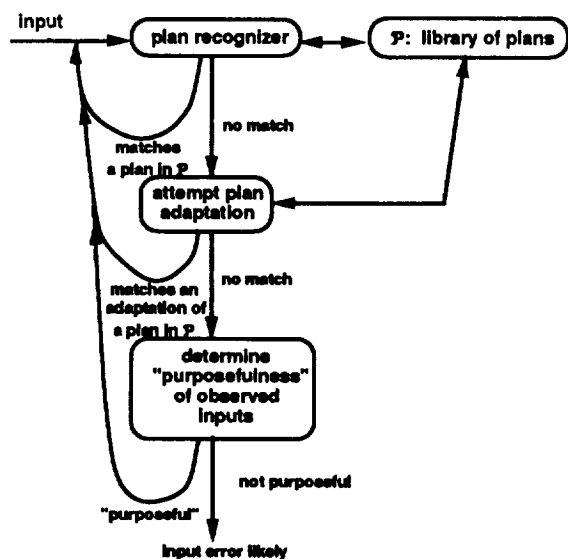 input
plan recognizer
P: library of plans
no match
matches
a plan in P
attempt plan
adaptation
no match
matches an
adaptation of
a plan in P
determine
"purposefulness"
of observed
inputs
not purposeful
"purposeful"
Input error likely